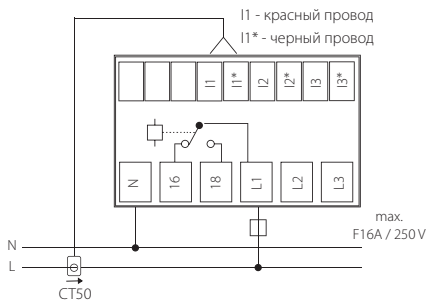 I1 - красный провод
I1* - черный провод
I1 I1* I2 I2* I3 I3*
N 16 18 L1 L2 L3
max.
F16A / 250 V
N
L
CT50